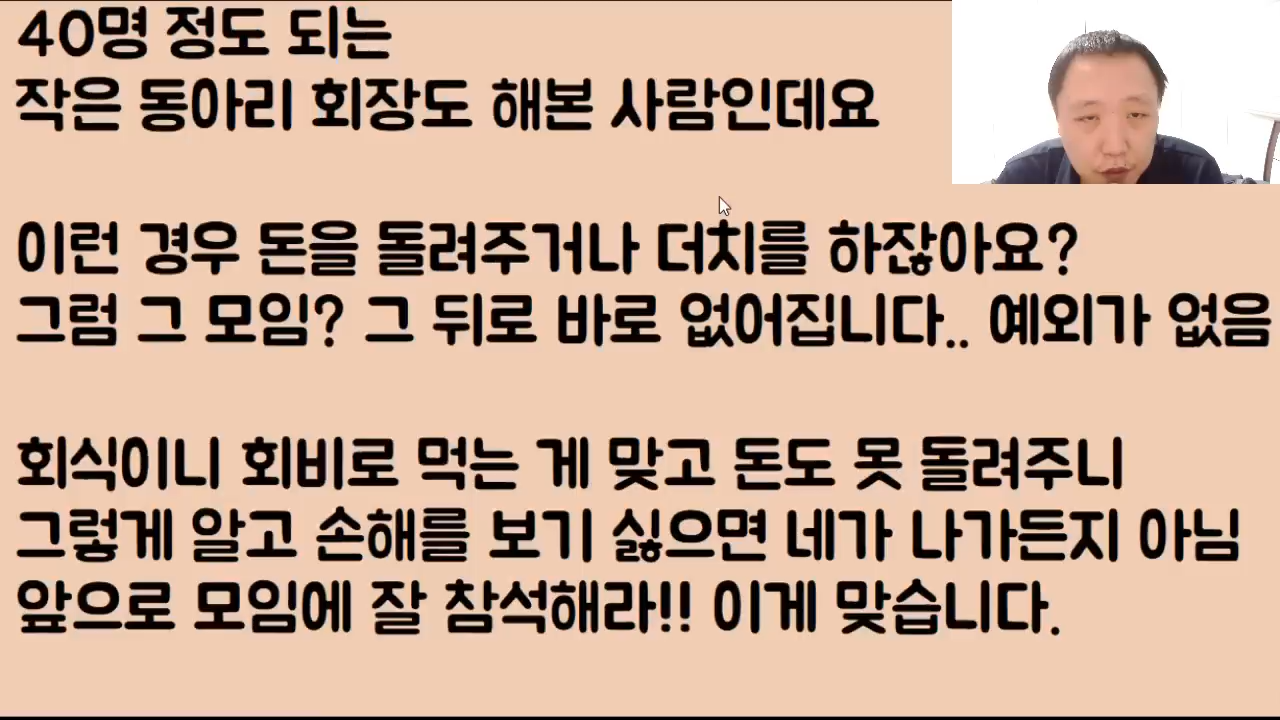 40명 정도 되는
작은 동아리 회장도 해본 사람인데요
이런 경우 돈을 돌려주거나 더치를 하잖아요?
그럼 그 모임? 그 뒤로 바로 없어집니다.. 예외가 없음
회식이니 회비로 먹는 게 맞고 돈도 못 돌려주니
그렇게 알고 손해를 보기 싫으면 네가 나가든지 아님
앞으로 모임에 잘 참석해라!! 이게 맞습니다.